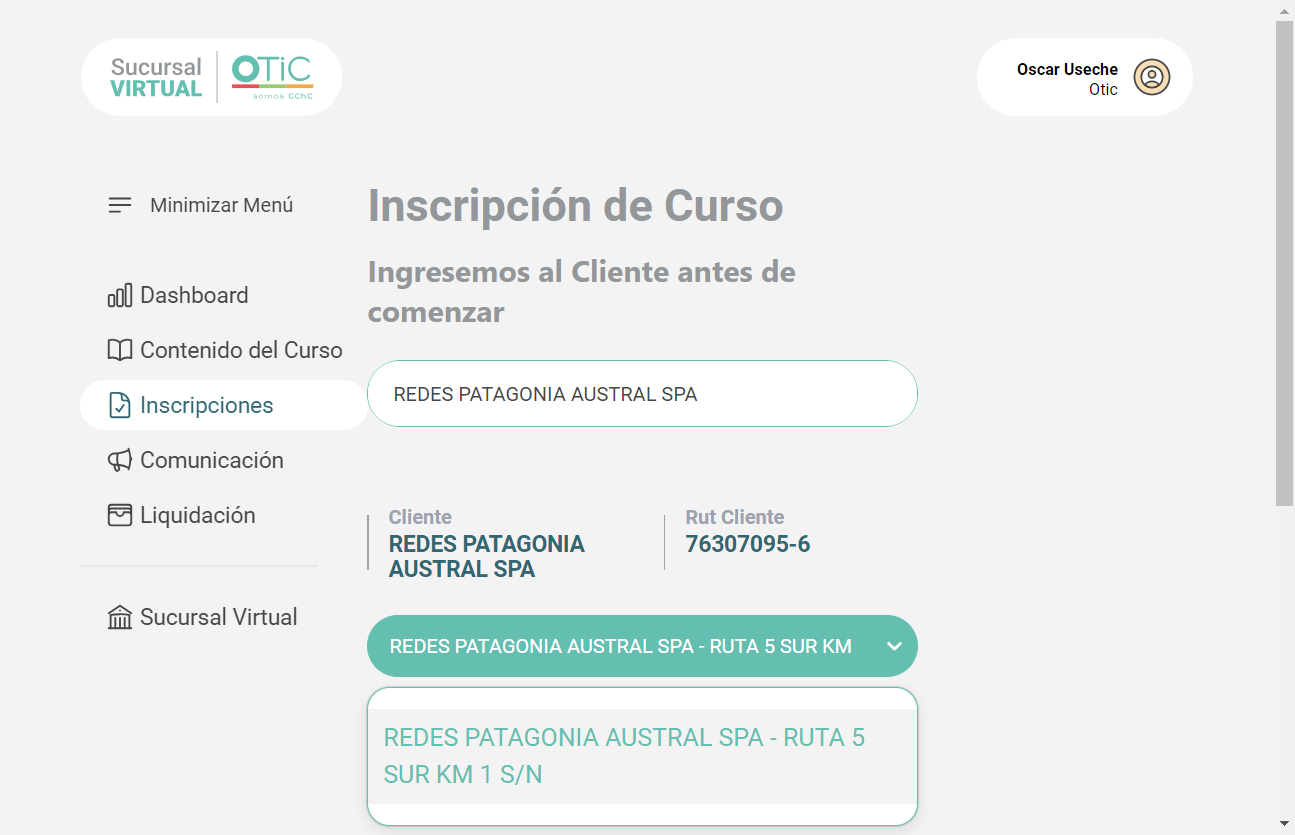 Sucursal
VIRTUAL
OTiC
somos CChC
Oscar Useche
Otic
Minimizar Menú
Dashboard
Contenido del Curso
Inscripciones
Comunicación
Liquidación
Sucursal Virtual
Inscripción de Curso
Ingresemos al Cliente antes de
comenzar
REDES PATAGONIA AUSTRAL SPA
Cliente
REDES PATAGONIA
AUSTRAL SPA
Rut Cliente
76307095-6
REDES PATAGONIA AUSTRAL SPA - RUTA 5 SUR KM
REDES PATAGONIA AUSTRAL SPA - RUTA 5
SUR KM 1 S/N